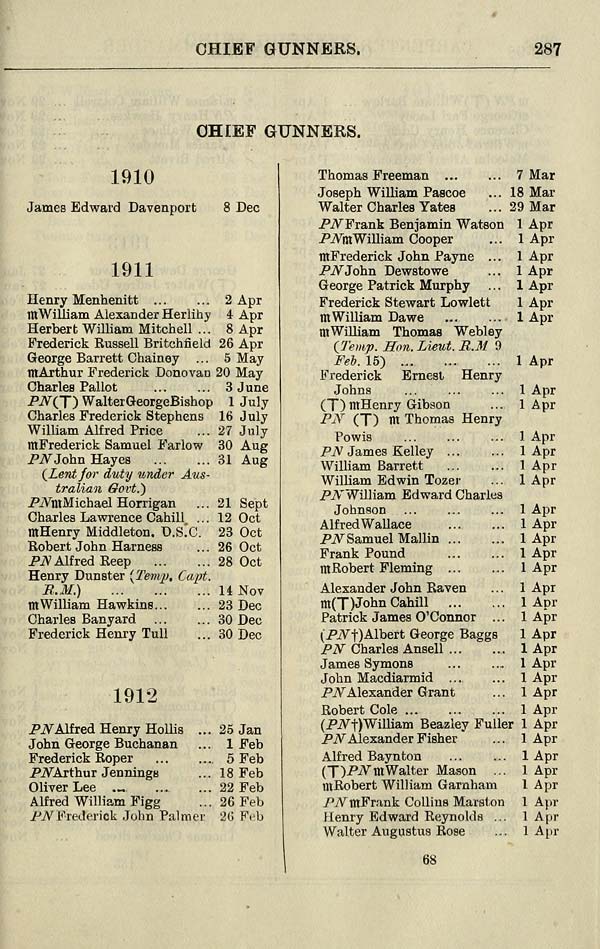 CHIEF GUNNERS. 287
CHIEF GUNNERS.
1910
James Edward Davenport 8 Dec
1911
Henry Menhenitt ... ... 2 Apr
mWilliam Alexander Herlihy 4 Apr
Herbert William Mitchell ... 8 Apr
Frederick Russell Britchfield 26 Apr
George Barrett Chainey ... 5 May
mArthur Frederick Donovan 20 May
Charles Pallot ... ... 3 June
PN(T) WalterGeorgeBishop 1 July
Charles Frederick Stephens 16 July
William Alfred Price ... 27 July
mFrederick Samuel Farlow 30 Aug
PNJohn Hayes ... ... 31 Aug
(Lent for duty under Aus-
tralian Govt.)
PNmMichael Horrigan ... 21 Sept
Charles Lawrence Cahill ... 12 Oct
mHenry Middleton, D.S.C. 23 Oct
Robert John Harness ... 26 Oct
PN Alfred Reep ... ... 28 Oct
Henry Dunster (Temp. Capt.
R.M.) ... ... ... 14 Nov
mWilliam Hawkins... ... 23 Dec
Charles Banyard ... ... 30 Dec
Frederick Henry Tull ... 30 Dec
1912
PNAlfred Henry Hollis ... 25 Jan
John George Buchanan ... 1 Feb
Frederick Roper ... ... 5 Feb
PNArthur Jennings ... 18 Feb
Oliver Lee ... ... ... 22 Feb
Alfred William Figg ... 26 Feb
PNFrederick John Palmer 26 Feb
Thomas Freeman ... ... 7 Mar
Joseph William Pascoe ... 18 Mar
Walter Charles Yates ... 29 Mar
PNFrank Benjamin Watson 1 Apr
PNmWilliam Cooper ... 1 Apr
mFrederick John Payne ... 1 Apr
PNJohn Dewstowe ... 1 Apr
George Patrick Murphy ... 1 Apr
Frederick Stewart Lowlett 1 Apr
mWilliam Dawe ... ... 1 Apr
mWilliam Thomas Webley
(Temp. Hon. Lieut. R.M 9
Feb. 15) ... ... ... 1 Apr
Frederick Ernest Henry
Johns ... ... ... 1 Apr
(T) mHenry Gibson ... 1 Apr
PN (T) m Thomas Henry
Powis ... ... ... 1 Apr
PN James Kelley ... ... 1 Apr
William Barrett ... ... 1 Apr
William Edwin Tozer ... 1 Apr
PNWilliam Edward Charles
Johnson ... ... ... 1 Apr
AlfredWallace ... ... 1 Apr
PNSamuel Mallin ... ... 1 Apr
Frank Pound ... ... 1 Apr
mRobert Fleming ... ... 1 Apr
Alexander John Raven ... 1 Apr
m(T)John Cahill ... ... 1 Apr
Patrick James O'Connor ... 1 Apr
(PN†)Albert George Baggs 1 Apr
PN Charles Ansell ... ... 1 Apr
James Symons ... ... 1 Apr
John Macdiarmid ... ... 1 Apr
PNAlexander Grant ... 1 Apr
Robert Cole ... ... ... 1 Apr
(PN†)William Beazley Fuller 1 Apr
PNAlexander Fisher ... 1 Apr
Alfred Baynton ... ... 1 Apr
(T)PNmWalter Mason ... 1 Apr
mRobert William Garnham 1 Apr
PNmFrank Collins Marston 1 Apr
Henry Edward Reynolds ... 1 Apr
Walter Augustus Rose ... 1 Apr
68